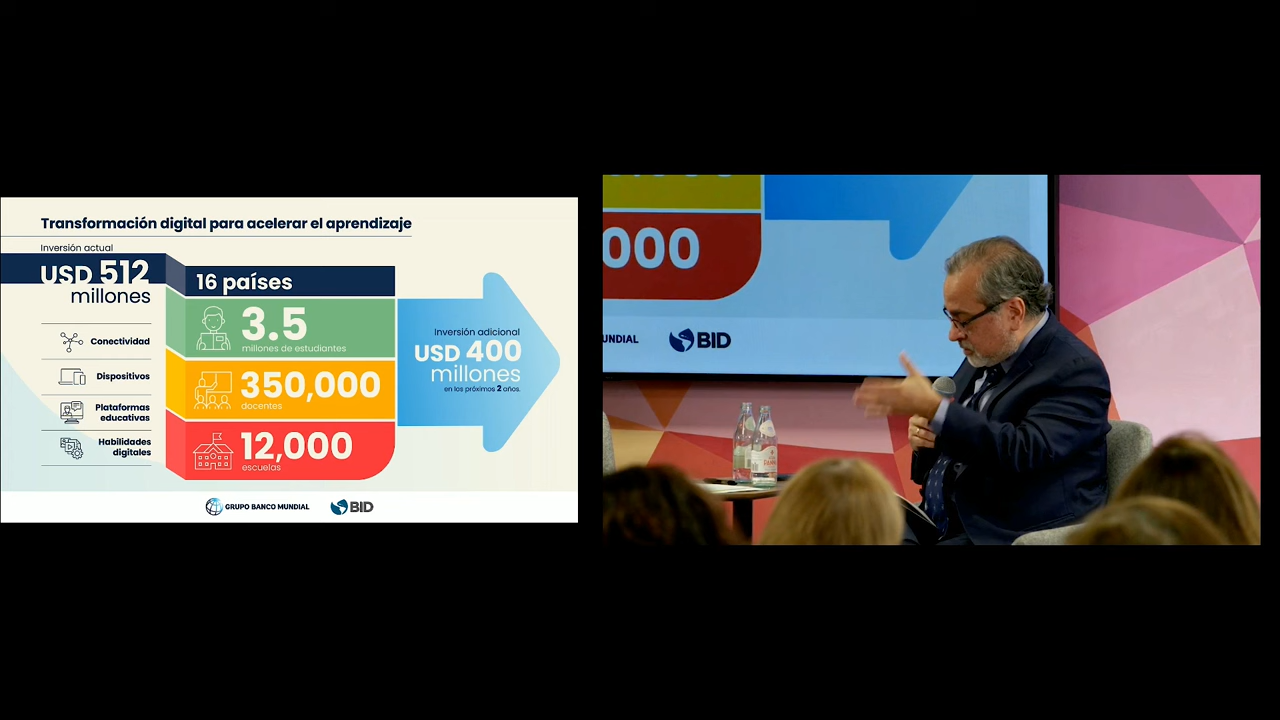 Transformación digital para acelerar el aprendizaje
Inversión actual
USD 512
millones
Conectividad
Dispositivos
Plataformas
educativas
Habilidades
digitales
16 países
3.5
millones de estudiantes
350,000
docentes
12,000
escuelas
Inversión adicional
USD 400
millones
en los próximos 2 años.
GRUPO BANCO MUNDIAL
BID
000
UNDIAL
BID